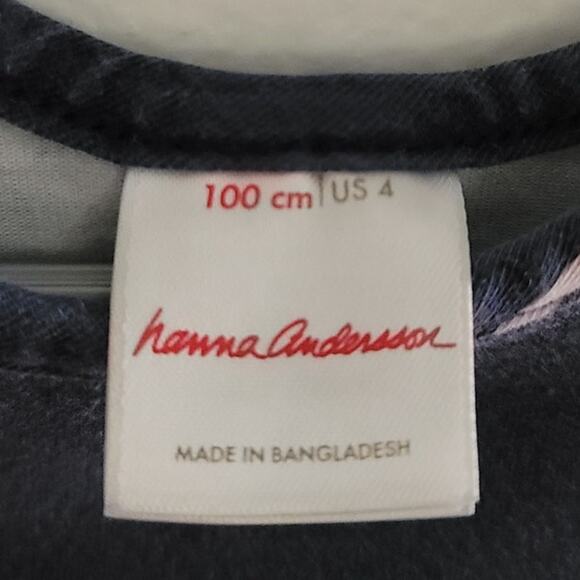 100 cm | US 4
hanna Andersson
MADE IN BANGLADESH